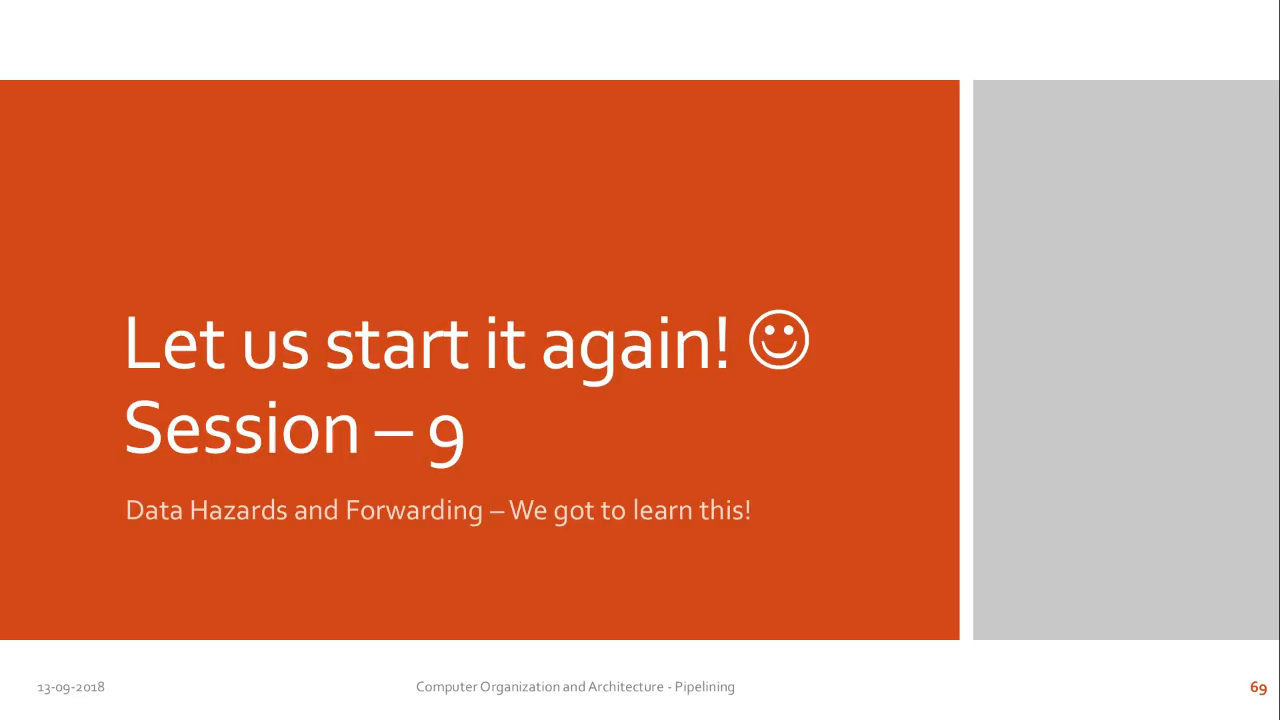 Let us start it again! ☺
Session – 9
Data Hazards and Forwarding – We got to learn this!
13-09-2018
Computer Organization and Architecture - Pipelining
69